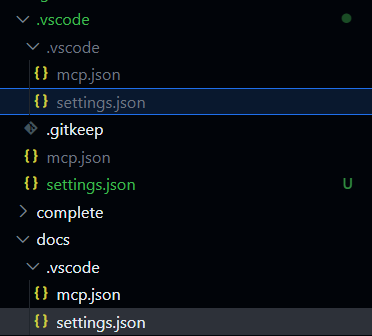 .vscode
.vscode
{} mcp.json
{} settings.json
.gitkeep
{} mcp.json
{} settings.json U
complete
docs
.vscode
{} mcp.json
{} settings.json